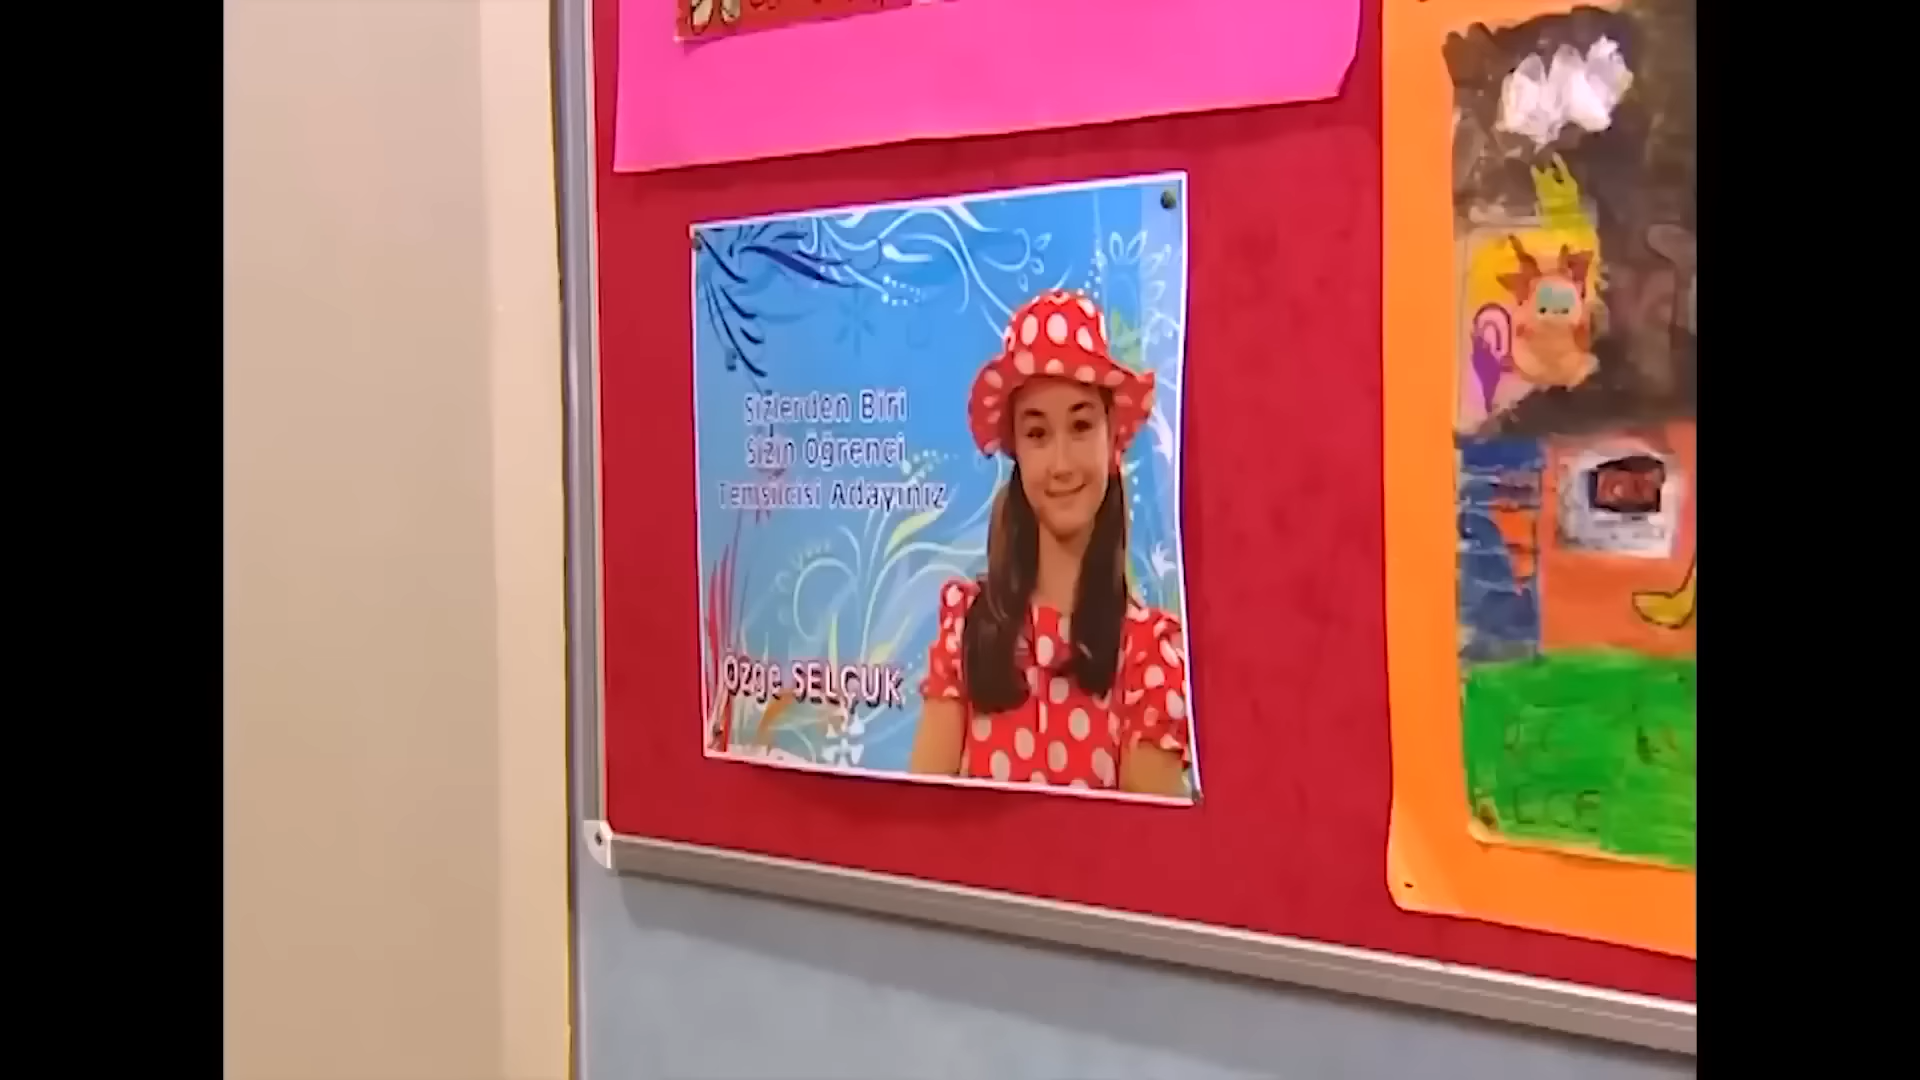 Sizlerden Biri
Sizin Öğrenci
Temsilcisi Adayınız
Özge SELÇUK